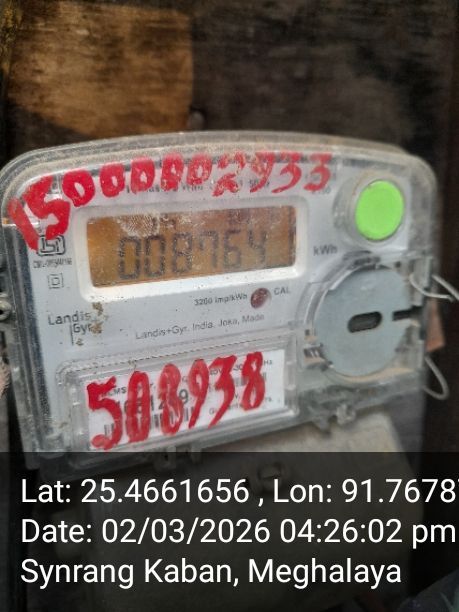 15000002933
008764
kWh
3200 imp/kWh CAL
Landis
Gyr
Landis+Gyr. India. Joka, Made
508938
Lat: 25.4661656 , Lon: 91.7678
Date: 02/03/2026 04:26:02 pm
Synrang Kaban, Meghalaya